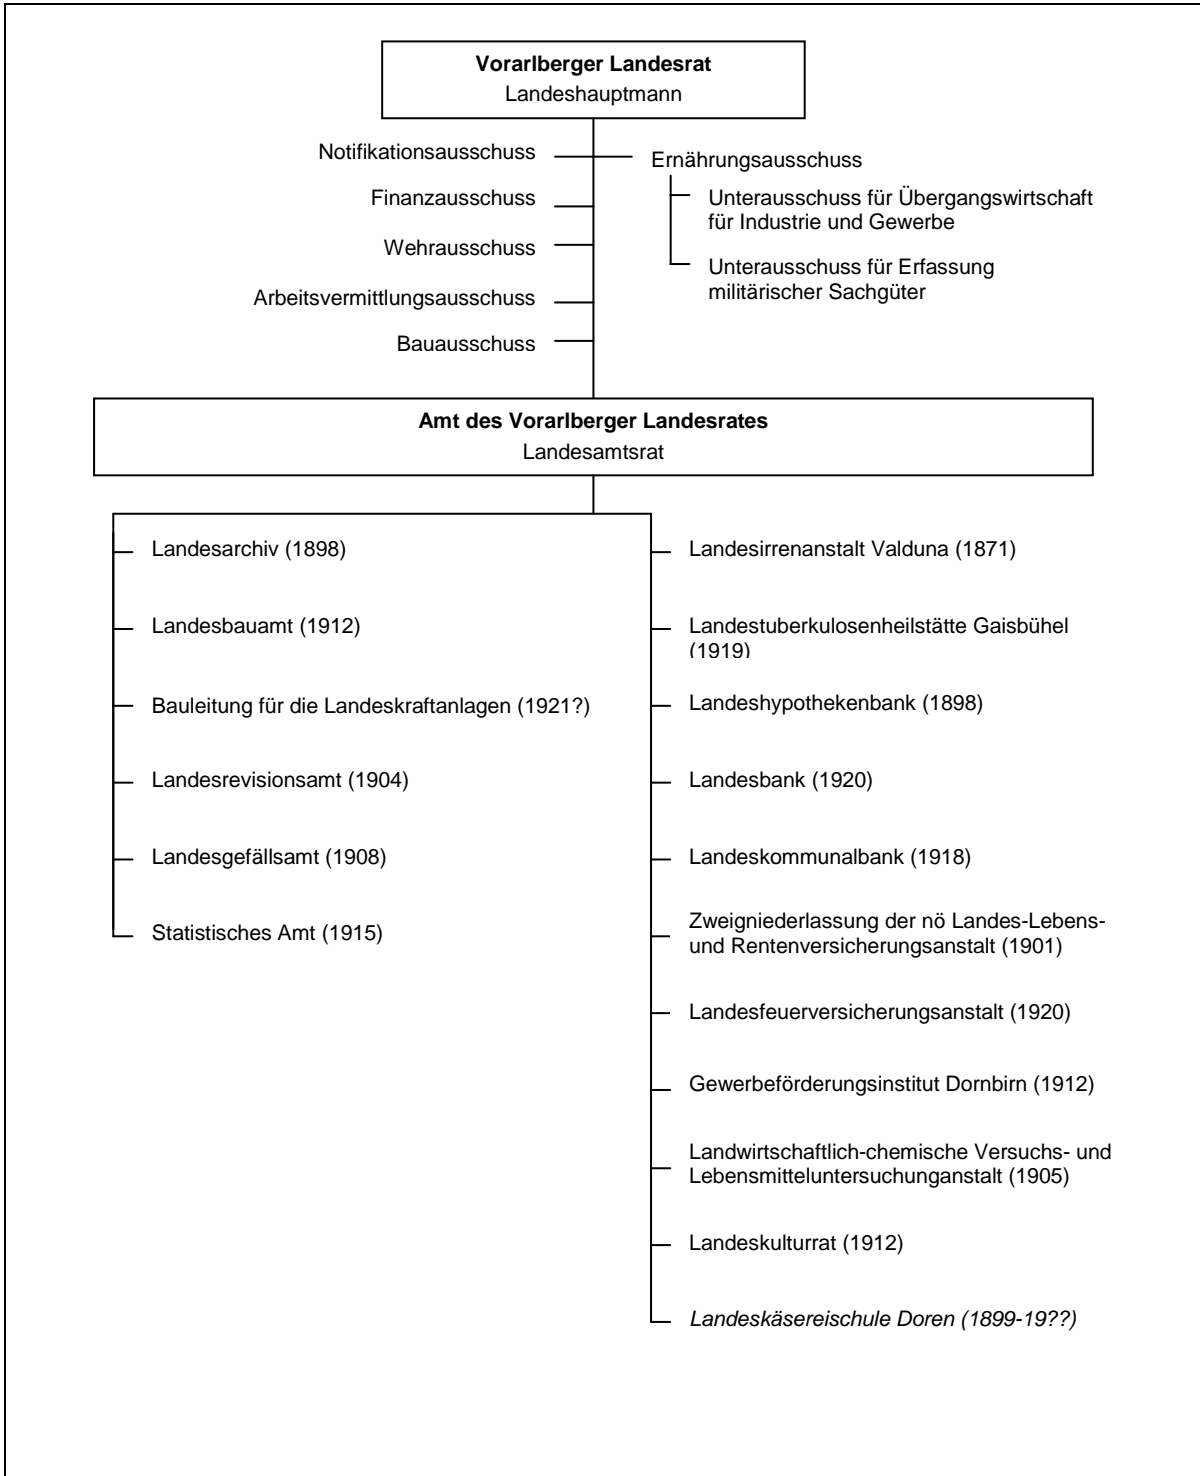 Vorarlberger Landesrat
Landeshauptmann
Notifikationsausschuss
Finanzausschuss
Wehrausschuss
Arbeitsvermittlungsausschuss
Bauausschuss
Ernährungsausschuss
Unterausschuss für Übergangswirtschaft
für Industrie und Gewerbe
Unterausschuss für Erfassung
militärischer Sachgüter
Amt des Vorarlberger Landesrates
Landesamtsrat
Landesarchiv (1898)
Landesbauamt (1912)
Bauleitung für die Landeskraftanlagen (1921?)
Landesrevisionsamt (1904)
Landesgefällsamt (1908)
Statistisches Amt (1915)
Landesirrenanstalt Valduna (1871)
Landestuberkulosenheilstätte Gaisbühel
(1919)
Landeshypothekenbank (1898)
Landesbank (1920)
Landeskommunalbank (1918)
Zweigniederlassung der nö Landes-Lebens-
und Rentenversicherungsanstalt (1901)
Landesfeuerversicherungsanstalt (1920)
Gewerbeförderungsinstitut Dornbirn (1912)
Landwirtschaftlich-chemische Versuchs- und
Lebensmitteluntersuchunganstalt (1905)
Landeskulturrat (1912)
Landeskäsereischule Doren (1899-19??)